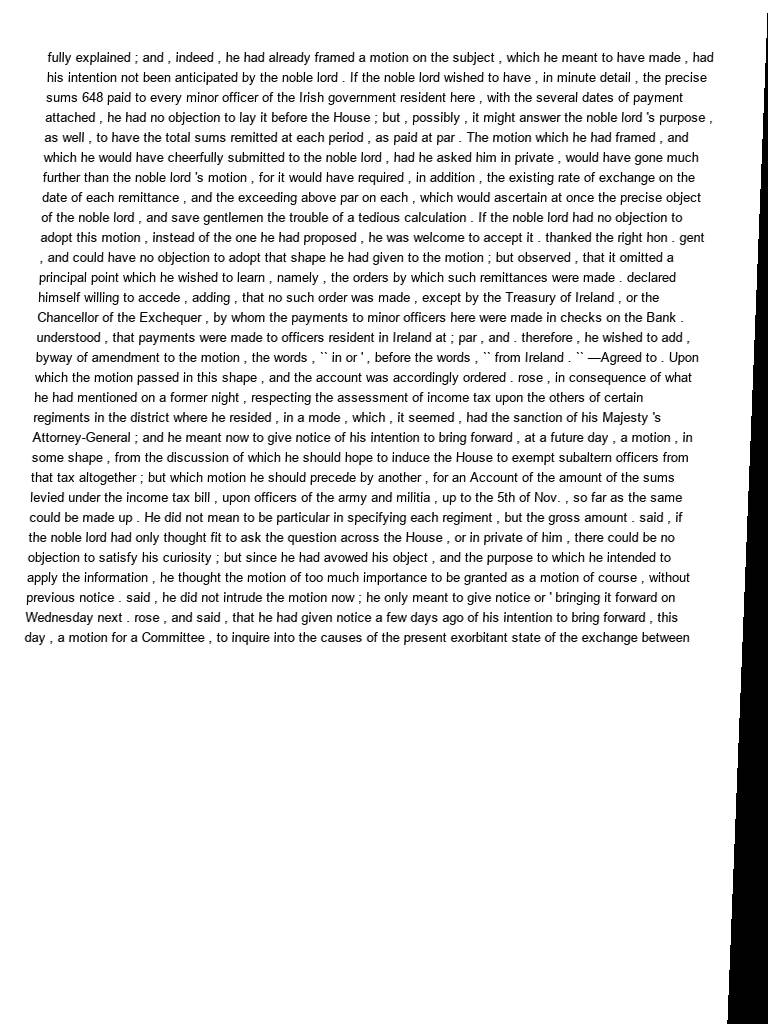 fully explained ; and , indeed , he had already framed a motion on the subject , which he meant to have made , had
his intention not been anticipated by the noble lord . If the noble lord wished to have , in minute detail , the precise
sums 648 paid to every minor officer of the Irish government resident here , with the several dates of payment
attached , he had no objection to lay it before the House ; but , possibly , it might answer the noble lord 's purpose ,
as well , to have the total sums remitted at each period , as paid at par . The motion which he had framed , and
which he would have cheerfully submitted to the noble lord , had he asked him in private , would have gone much
further than the noble lord 's motion , for it would have required , in addition , the existing rate of exchange on the
date of each remittance , and the exceeding above par on each , which would ascertain at once the precise object
of the noble lord , and save gentlemen the trouble of a tedious calculation . If the noble lord had no objection to
adopt this motion , instead of the one he had proposed , he was welcome to accept it . thanked the right hon . gent
, and could have no objection to adopt that shape he had given to the motion ; but observed , that it omitted a
principal point which he wished to learn , namely , the orders by which such remittances were made . declared
himself willing to accede , adding , that no such order was made , except by the Treasury of Ireland , or the
Chancellor of the Exchequer , by whom the payments to minor officers here were made in checks on the Bank .
understood , that payments were made to officers resident in Ireland at ; par , and . therefore , he wished to add ,
byway of amendment to the motion , the words , `` in or ' , before the words , `` from Ireland . `` —Agreed to . Upon
which the motion passed in this shape , and the account was accordingly ordered . rose , in consequence of what
he had mentioned on a former night , respecting the assessment of income tax upon the others of certain
regiments in the district where he resided , in a mode , which , it seemed , had the sanction of his Majesty 's
Attorney-General ; and he meant now to give notice of his intention to bring forward , at a future day , a motion , in
some shape , from the discussion of which he should hope to induce the House to exempt subaltern officers from
that tax altogether ; but which motion he should precede by another , for an Account of the amount of the sums
levied under the income tax bill , upon officers of the army and militia , up to the 5th of Nov. , so far as the same
could be made up . He did not mean to be particular in specifying each regiment , but the gross amount . said , if
the noble lord had only thought fit to ask the question across the House , or in private of him , there could be no
objection to satisfy his curiosity ; but since he had avowed his object , and the purpose to which he intended to
apply the information , he thought the motion of too much importance to be granted as a motion of course , without
previous notice . said , he did not intrude the motion now ; he only meant to give notice or ' bringing it forward on
Wednesday next . rose , and said , that he had given notice a few days ago of his intention to bring forward , this
day , a motion for a Committee , to inquire into the causes of the present exorbitant state of the exchange between